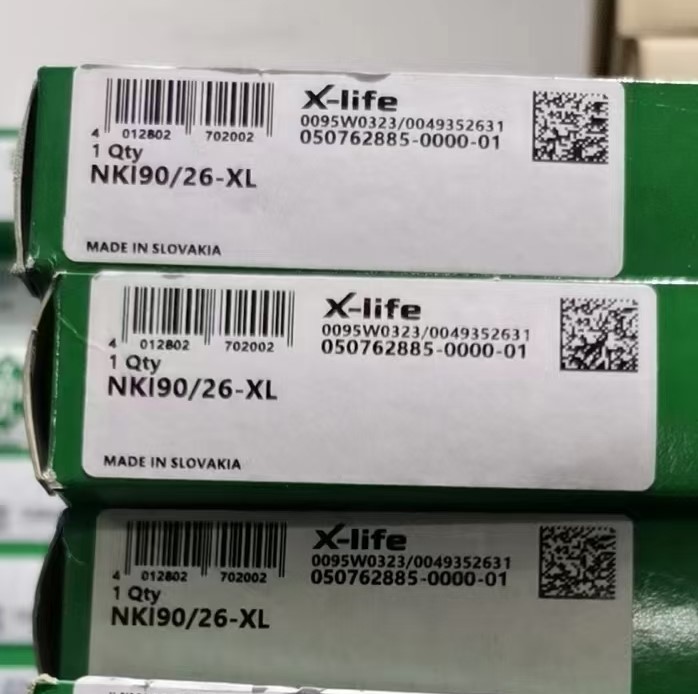 X-life
0095W0323/0049352631
050762885-0000-01
4 012802 702002
1 Qty
NKI90/26-XL
MADE IN SLOVAKIA
X-life
0095W0323/0049352631
050762885-0000-01
4 012802 702002
1 Qty
NKI90/26-XL
MADE IN SLOVAKIA
X-life
0095W0323/0049352631
050762885-0000-01
4 012802 702002
1 Qty
NKI90/26-XL